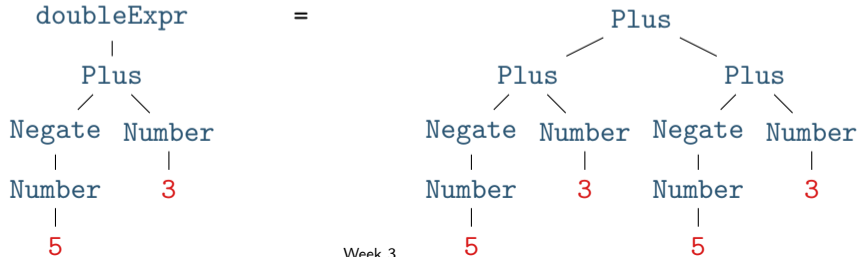 doubleExpr = Plus
Plus Plus Plus
Negate Number Negate Number Negate Number
Number 3 Number 3 Number 3
5 Week 3 5 5